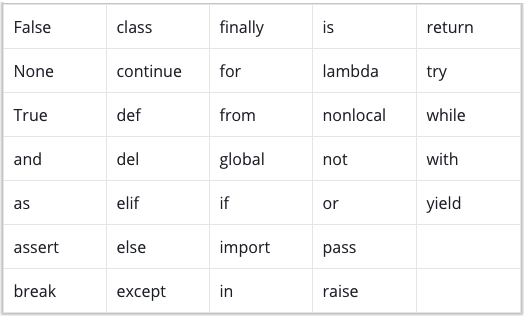 False class finally is return
None continue for lambda try
True def from nonlocal while
and del global not with
as elif if or yield
assert else import pass
break except in raise